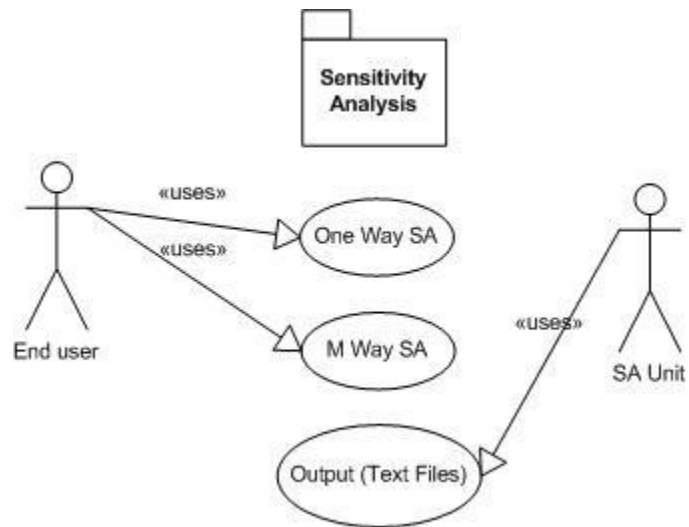 Sensitivity
Analysis
«uses»
One Way SA
«uses»
End user
M Way SA
«uses»
SA Unit
Output (Text Files)